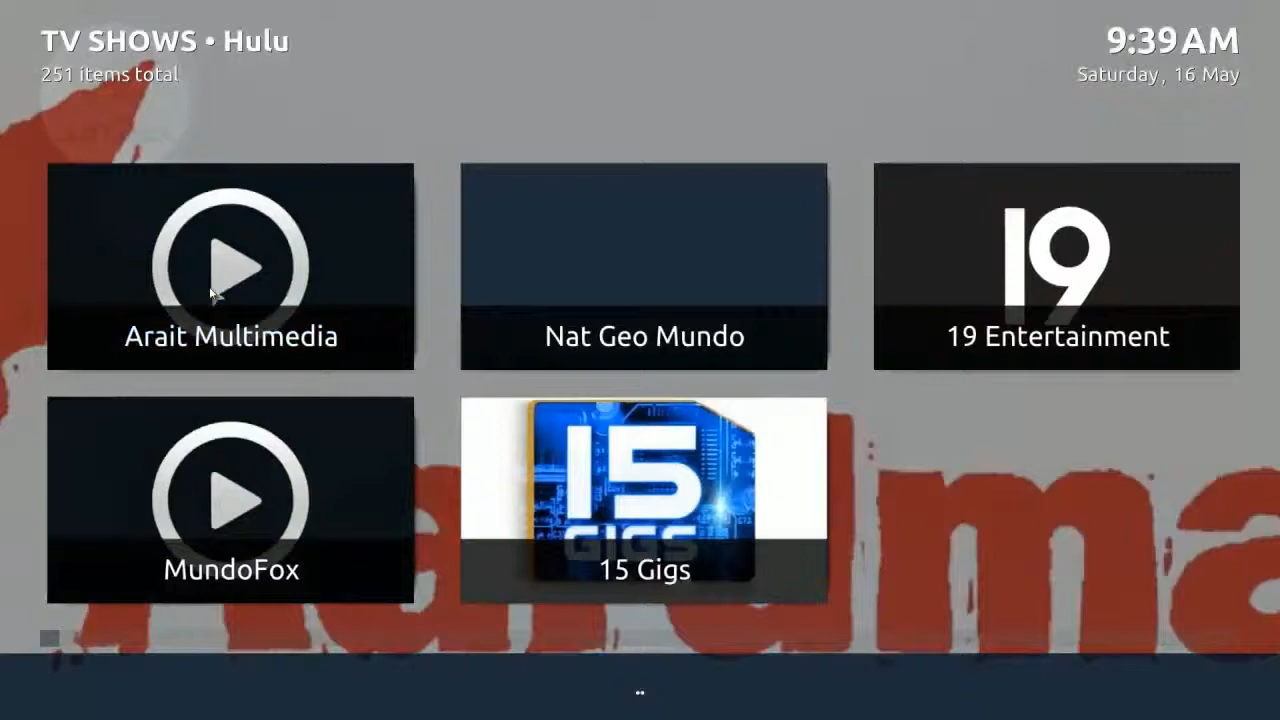 TV SHOWS • Hulu
251 items total
9:39 AM
Saturday, 16 May
19
Arait Multimedia
Nat Geo Mundo
19 Entertainment
15
GIGS
MundoFox
15 Gigs
..